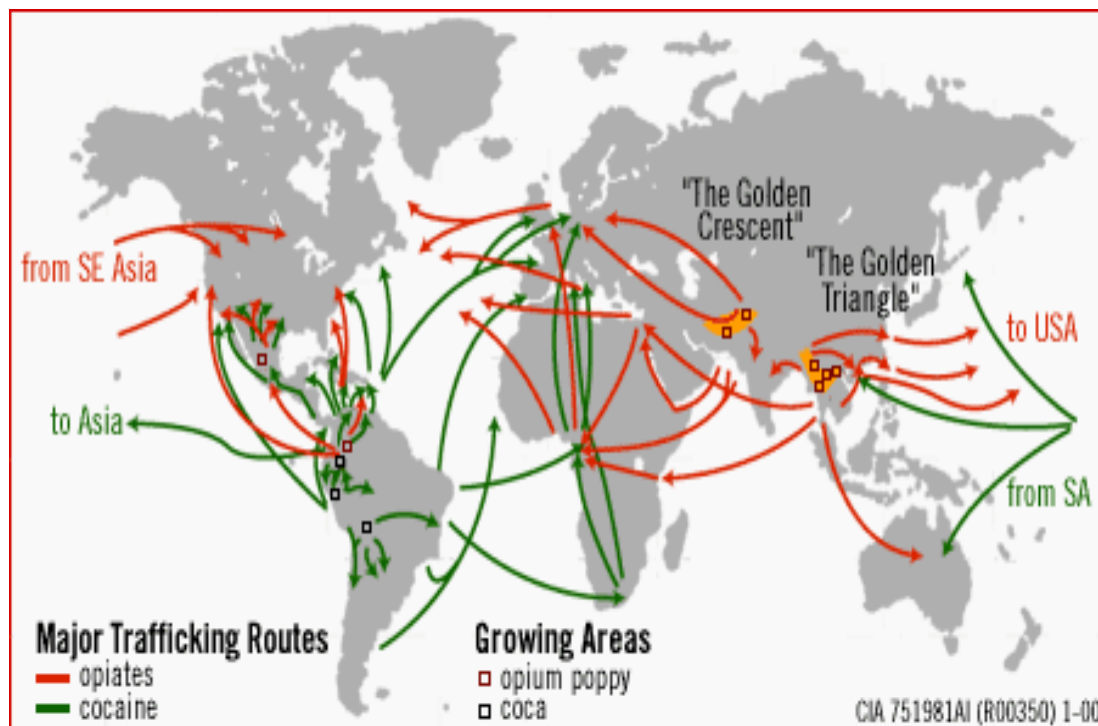 "The Golden
Crescent"
"The Golden
Triangle"
from SE Asia
to USA
to Asia
from SA
Major Trafficking Routes
opiates
cocaine
Growing Areas
opium poppy
coca
CIA 751981AI (R00350) 1-00